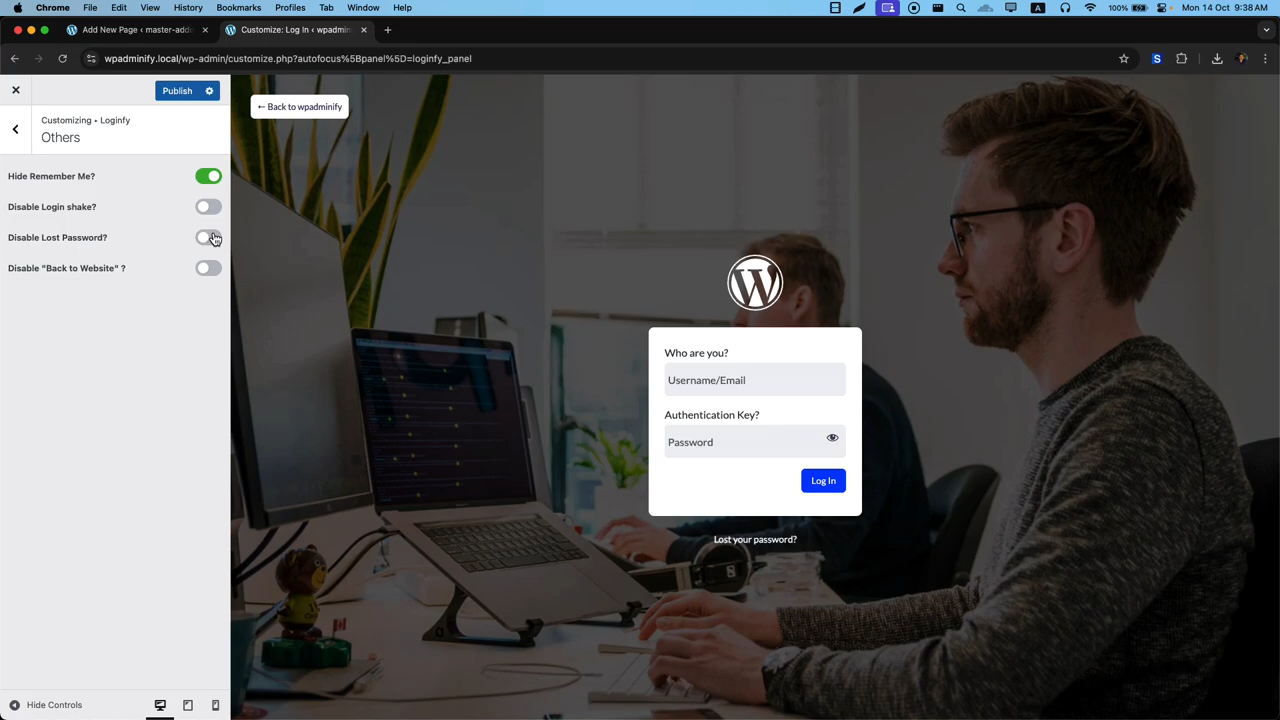 Chrome File Edit View History Bookmarks Profiles Tab Window Help
A 100% Mon 14 Oct 9:38 AM
Add New Page ‹ master-adde
Customize: Log In ‹ wpadmini
wpadminify.local/wp-admin/customize.php?autofocus%5Bpanel%5D=loginfy_panel
S
Publish
Customizing • Loginfy
Others
Hide Remember Me?
Disable Login shake?
Disable Lost Password?
Disable "Back to Website" ?
Hide Controls
← Back to wpadminify
Who are you?
Username/Email
Authentication Key?
Password
Log In
Lost your password?